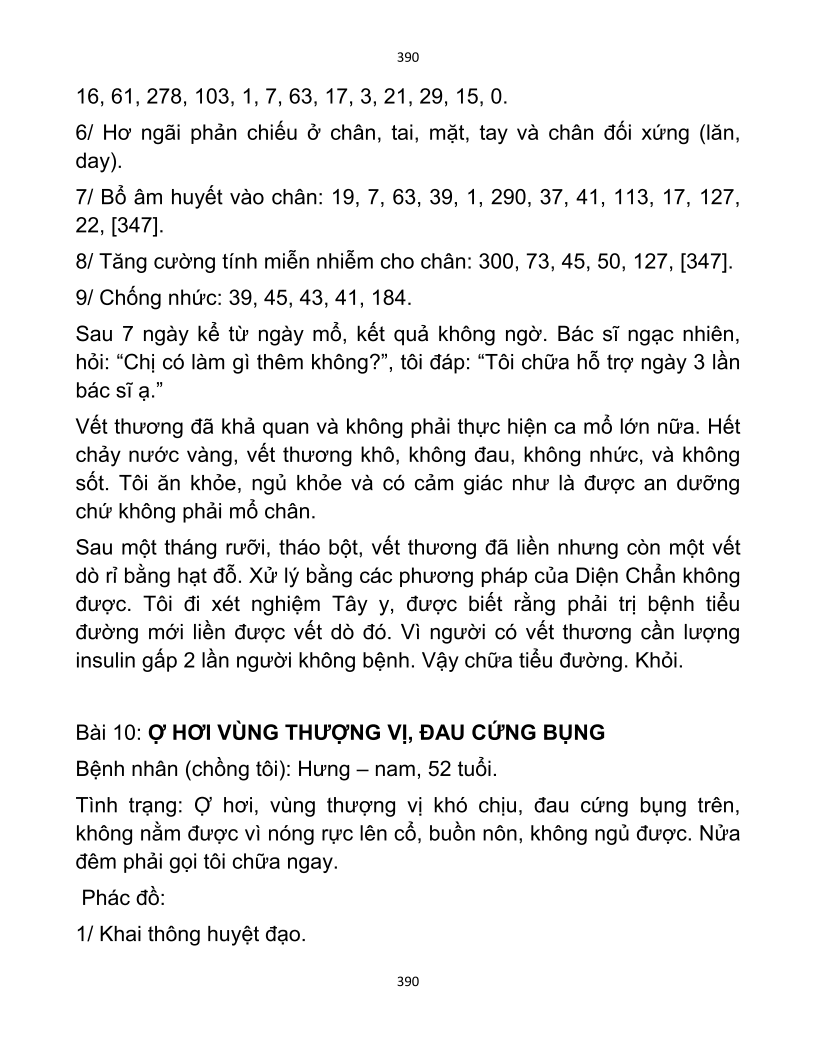 390
16, 61, 278, 103, 1, 7, 63, 17, 3, 21, 29, 15, 0.
6/ Hơ ngãi phản chiếu ở chân, tai, mặt, tay và chân đối xứng (lăn,
day).
7/ Bổ âm huyết vào chân: 19, 7, 63, 39, 1, 290, 37, 41, 113, 17, 127,
22, [347].
8/ Tăng cường tính miễn nhiễm cho chân: 300, 73, 45, 50, 127, [347].
9/ Chống nhức: 39, 45, 43, 41, 184.
Sau 7 ngày kể từ ngày mổ, kết quả không ngờ. Bác sĩ ngạc nhiên,
hỏi: “Chị có làm gì thêm không?”, tôi đáp: “Tôi chữa hỗ trợ ngày 3 lần
bác sĩ ạ.”
Vết thương đã khả quan và không phải thực hiện ca mổ lớn nữa. Hết
chảy nước vàng, vết thương khô, không đau, không nhức, và không
sốt. Tôi ăn khỏe, ngủ khỏe và có cảm giác như là được an dưỡng
chứ không phải mổ chân.
Sau một tháng rưỡi, tháo bột, vết thương đã liền nhưng còn một vết
dò rỉ bằng hạt đỗ. Xử lý bằng các phương pháp của Diện Chẩn không
được. Tôi đi xét nghiệm Tây y, được biết rằng phải trị bệnh tiểu
đường mới liền được vết dò đó. Vì người có vết thương cần lượng
insulin gấp 2 lần người không bệnh. Vậy chữa tiểu đường. Khỏi.
Bài 10: Ợ HƠI VÙNG THƯỢNG VỊ, ĐAU CỨNG BỤNG
Bệnh nhân (chồng tôi): Hưng – nam, 52 tuổi.
Tình trạng: Ợ hơi, vùng thượng vị khó chịu, đau cứng bụng trên,
không nằm được vì nóng rực lên cổ, buồn nôn, không ngủ được. Nửa
đêm phải gọi tôi chữa ngay.
Phác đồ:
1/ Khai thông huyệt đạo.
390